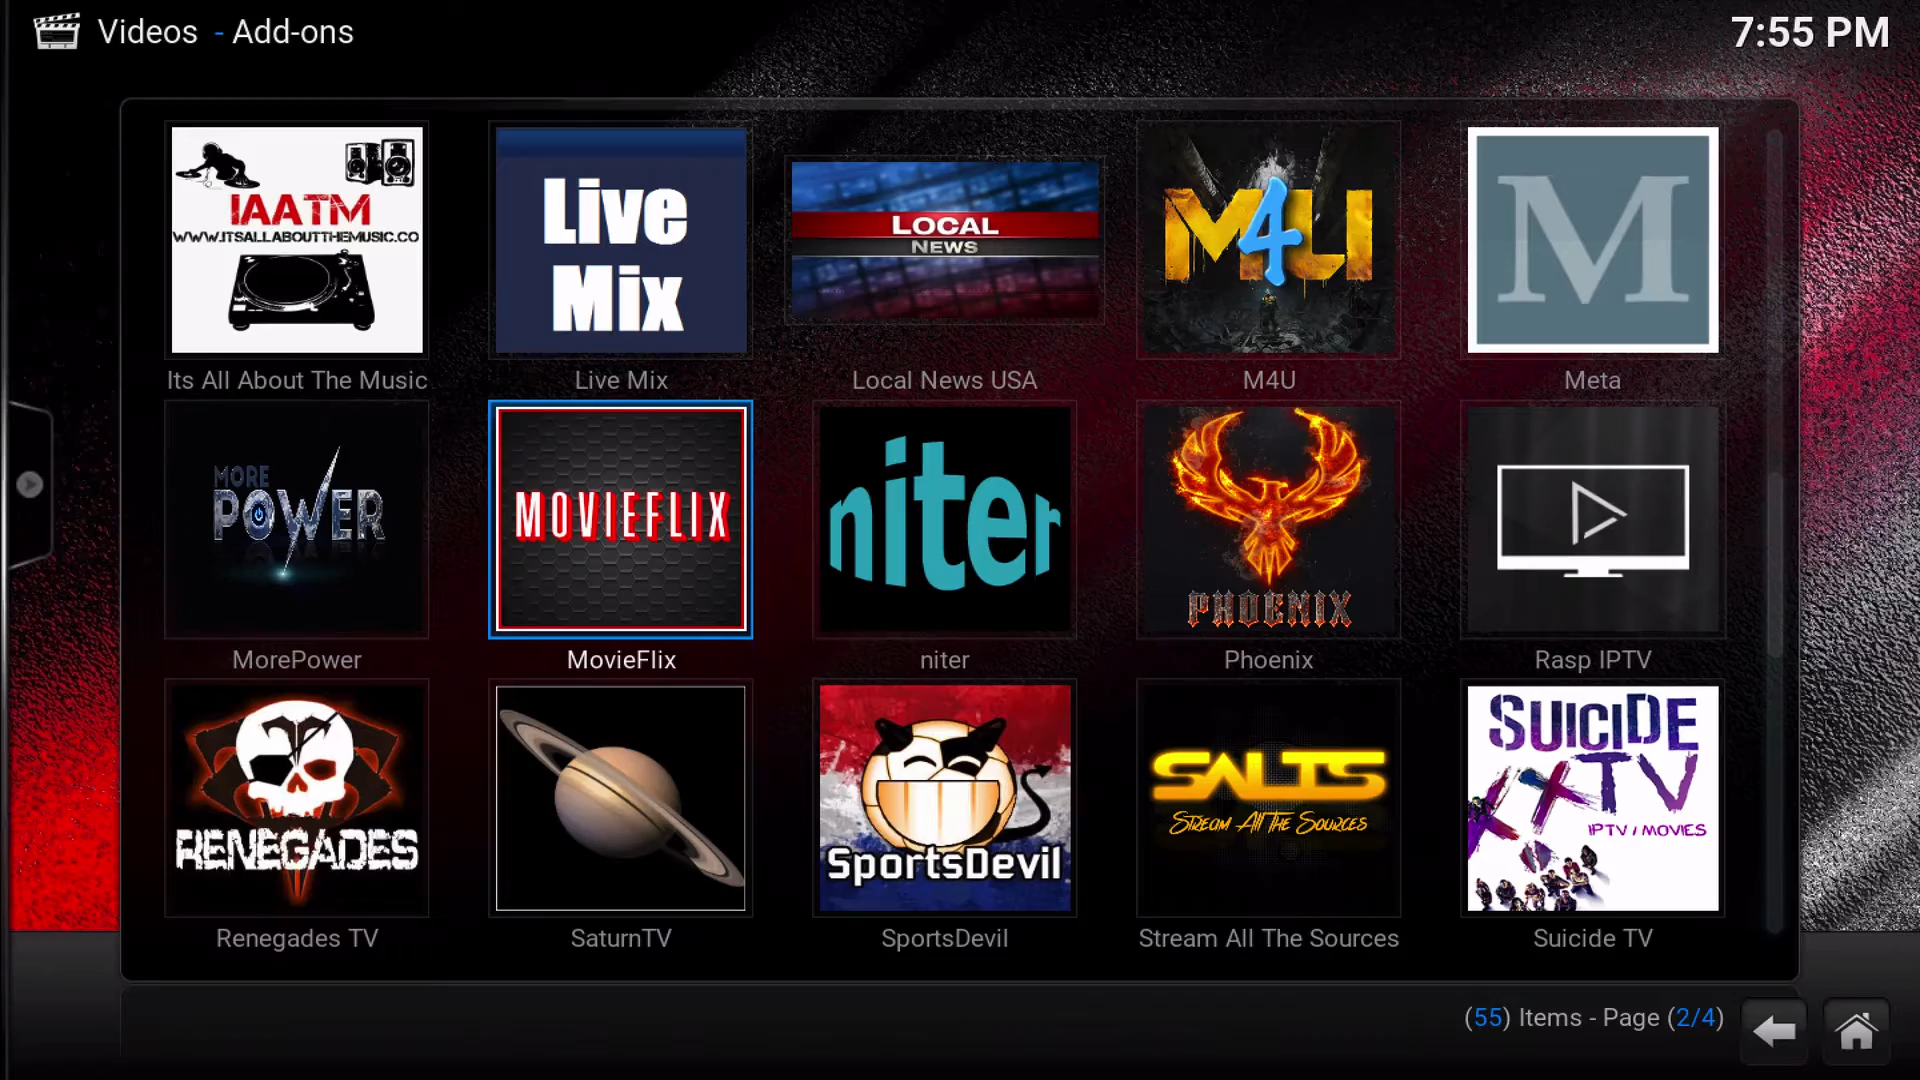 Videos - Add-ons
7:55 PM
IAATM
WWW.ITSALLABOUTTHEMUSIC.CO
Live
Mix
LOCAL
NEWS
M4U
M
Its All About The Music
Live Mix
Local News USA
M4U
Meta
MORE
POWER
MOVIEFLIX
niter
PHOENIX
MorePower
MovieFlix
niter
Phoenix
Rasp IPTV
RENEGADES
SportsDevil
SALTS
STREAM All THE SOURCES
SUICIDE
TV
IPTV / MOVIES
Renegades TV
SaturnTV
SportsDevil
Stream All The Sources
Suicide TV
(55) Items - Page (2/4)